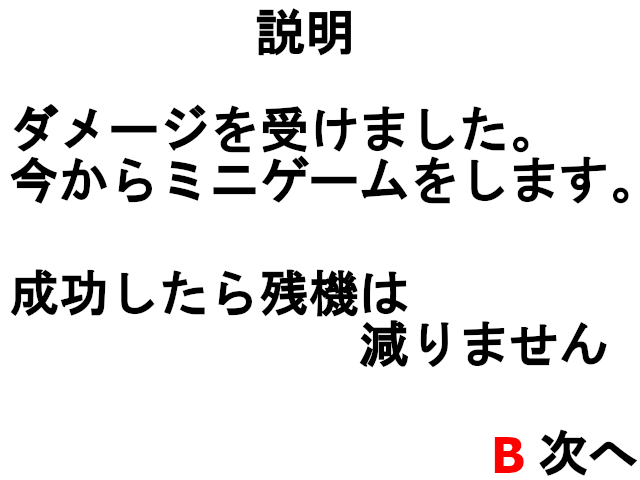 説明
ダメージを受けました。
今からミニゲームをします。
成功したら残機は
減りません
B 次へ